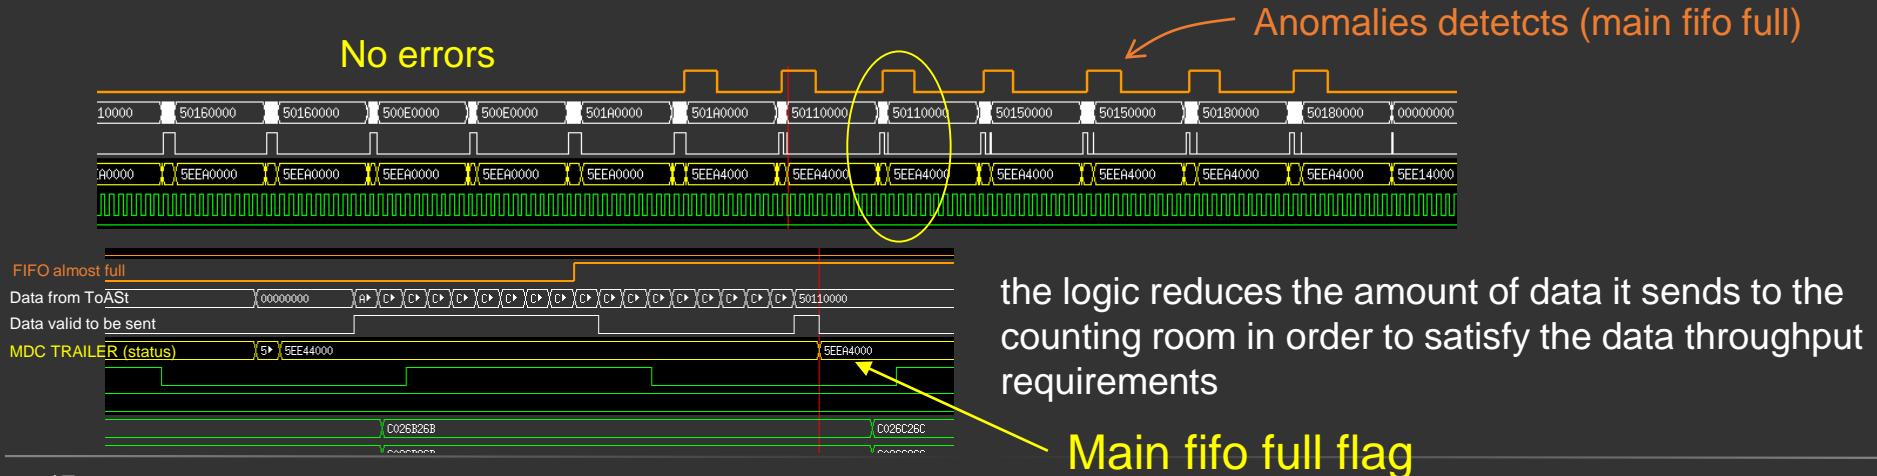 Anomalies detetcts (main fifo full)
No errors
10000 50160000 50160000 500E0000 500E0000 501A0000 501A0000 50110000 50110000 50150000 50150000 50180000 50180000 00000000
A0000 5EEA0000 5EEA0000 5EEA0000 5EEA0000 5EEA0000 5EEA4000 5EEA4000 5EEA4000 5EEA4000 5EEA4000 5EEA4000 5EEA4000 5EE14000
FIFO almost full
Data from ToASt 00000000 A C C C C C C C C C C C C C C C C C 50110000
Data valid to be sent
MDC TRAILER (status) 5 5EE44000 5EEA4000
the logic reduces the amount of data it sends to the
counting room in order to satisfy the data throughput
requirements
C026B26B C026C26C
Main fifo full flag